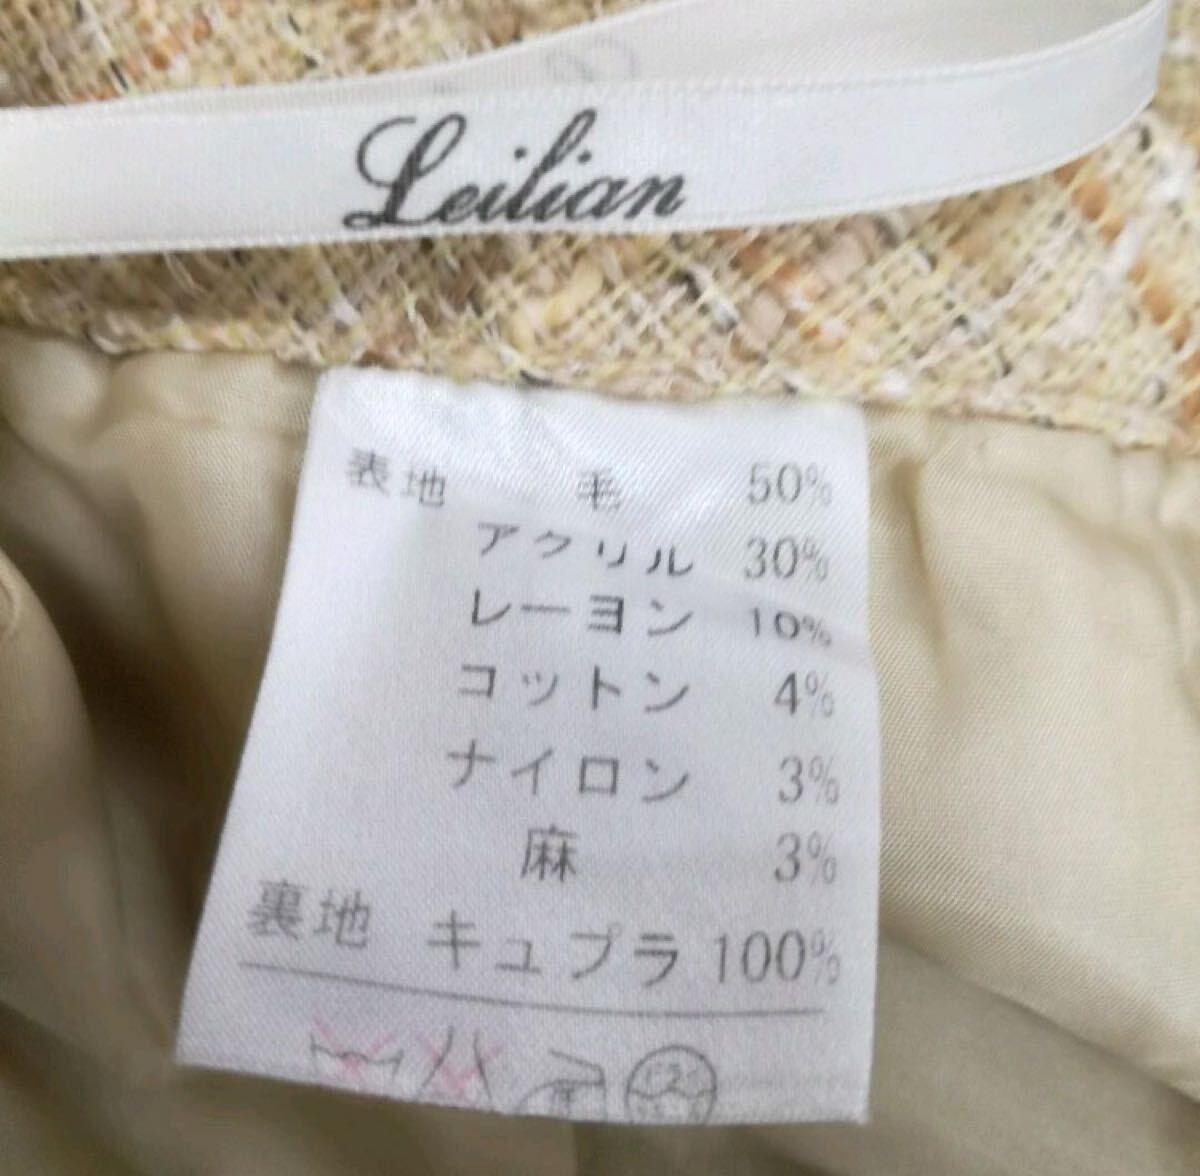 Leilian
表地 毛 50%
アクリル 30%
レーヨン 10%
コットン 4%
ナイロン 3%
麻 3%
裏地 キュプラ 100%